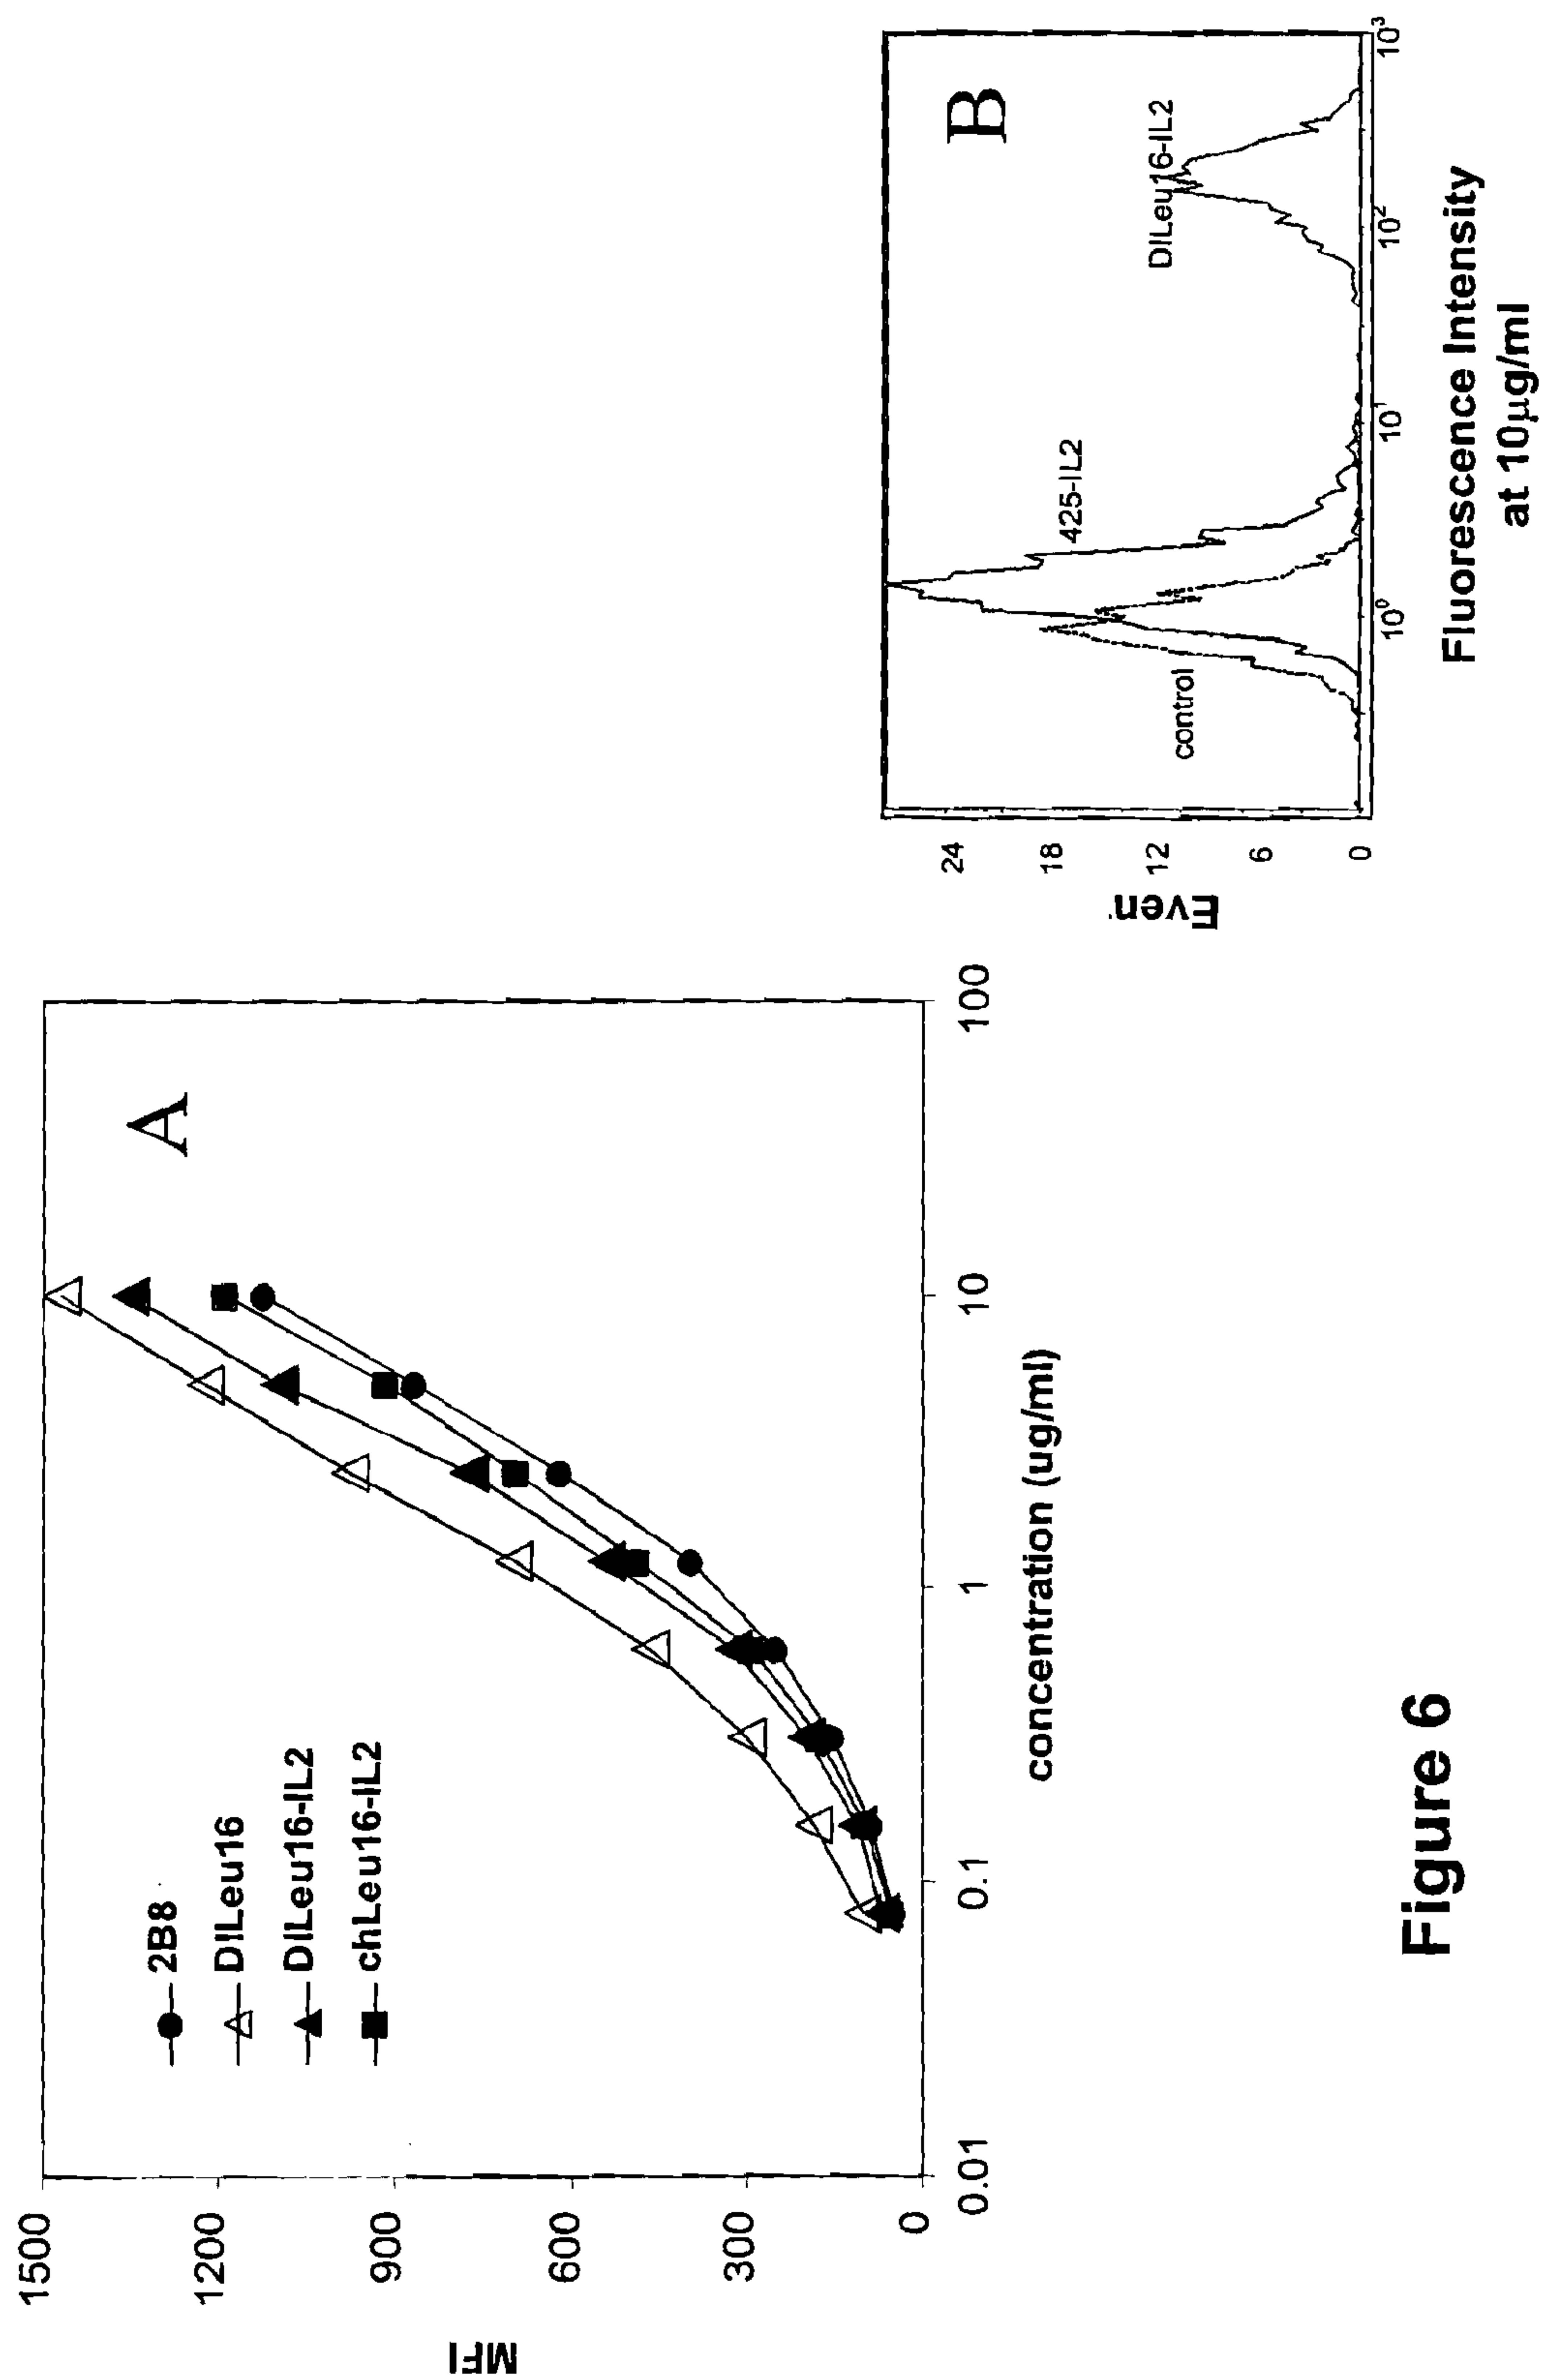 1500
1200
900
600
300
0
MFI
2B8
DILeu16
DILeu16-IL2
chLeu16-IL2
A
0.01
0.1
1
10
100
concentration (ug/ml)
B
24
18
12
6
0
Even
control
425-IL2
DILeu16-IL2
10⁰
10¹
10²
10³
Fluorescence Intensity
at 10µg/ml
Figure 6